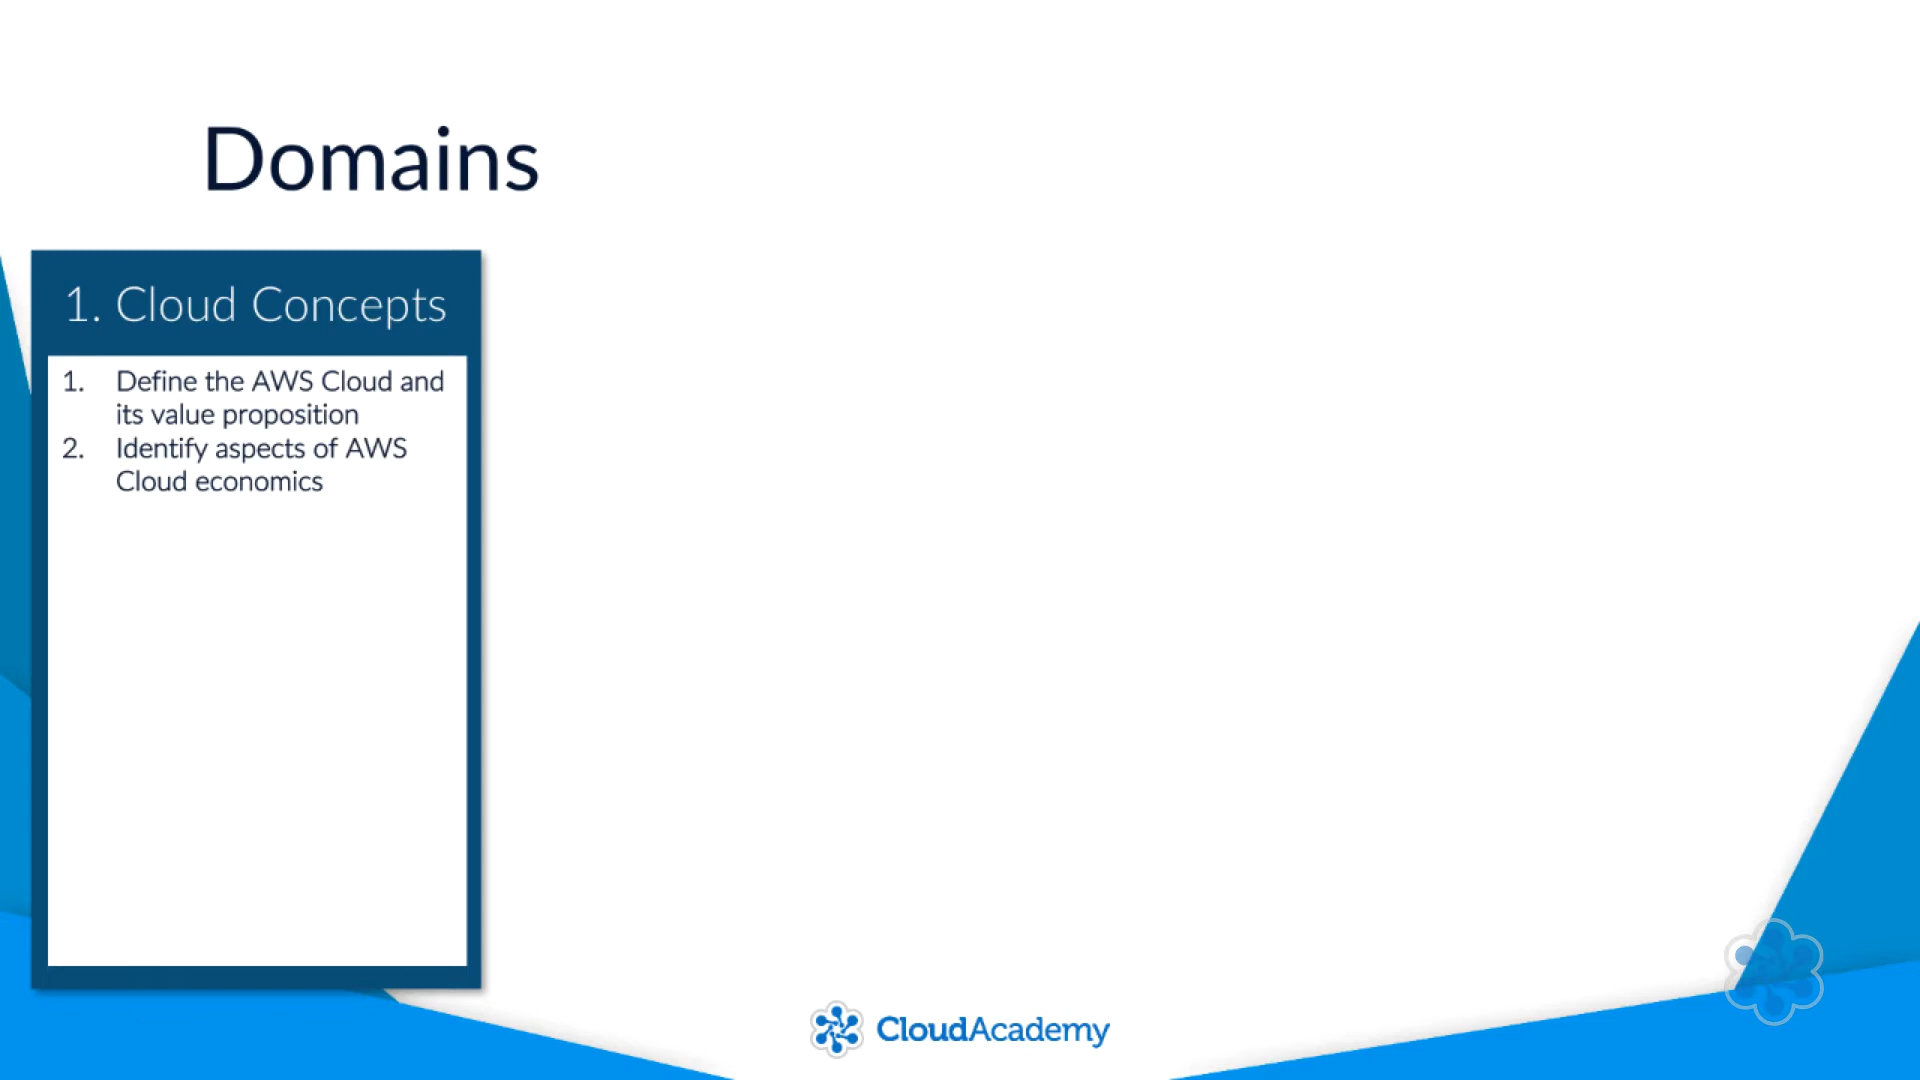 Domains
1. Cloud Concepts
1. Define the AWS Cloud and
its value proposition
2. Identify aspects of AWS
Cloud economics
CloudAcademy